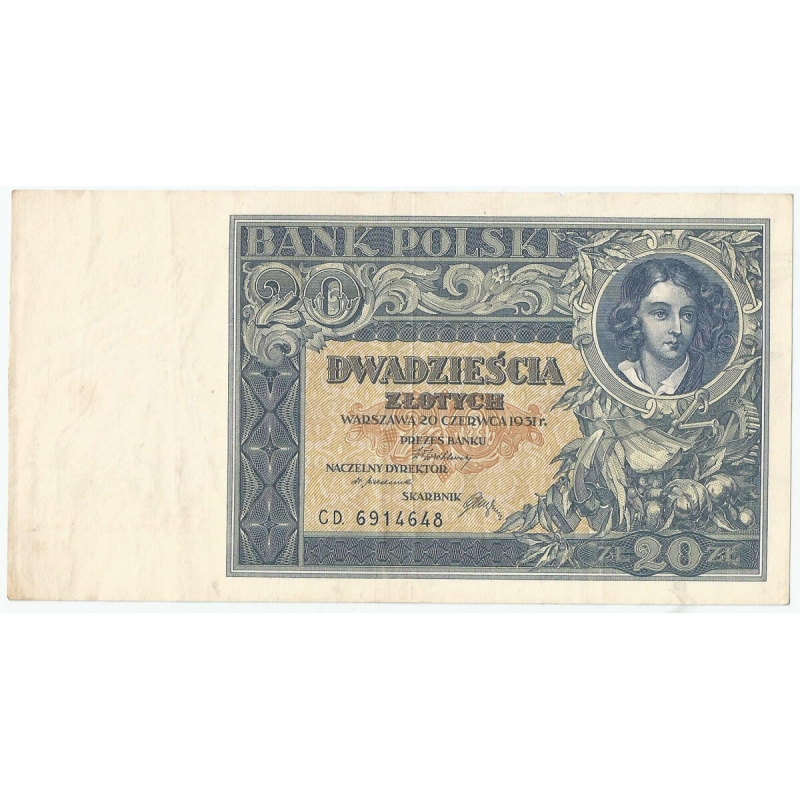 BANK POLSKI
20
DWADZIEŚCIA
ZŁOTYCH
WARSZAWA 20 CZERWCA 1931 r.
PREZES BANKU
NACZELNY DYREKTOR
SKARBNIK
CD. 6914648
ZŁ 20 ZŁ